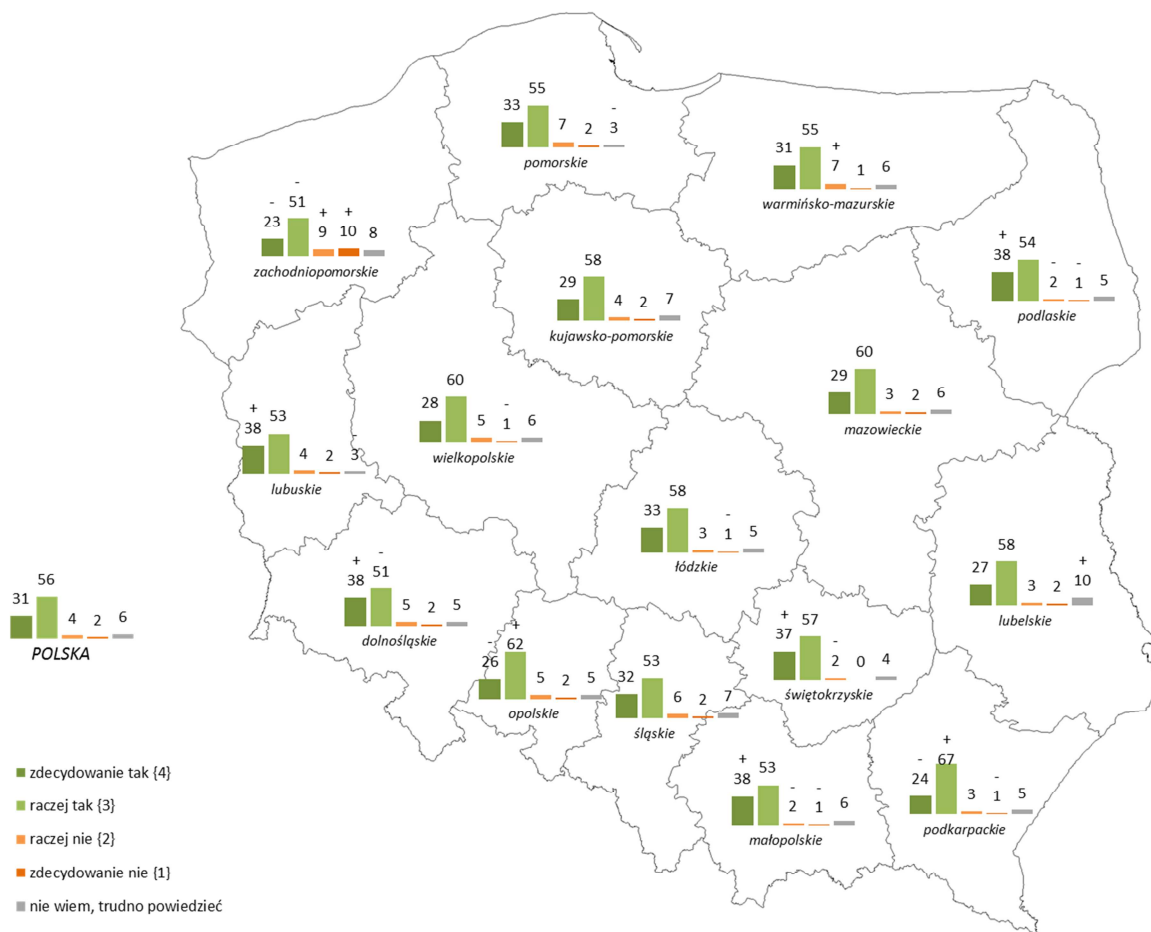 55
33
7 2 -
3
pomorskie
55
31 +
7 1 6
warmińsko-mazurskie
-
- 51
23 + +
9 10 8
zachodniopomorskie
58
29
4 2 7
kujawsko-pomorskie
+ 54
38 - -
2 1 5
podlaskie
60
29
3 2 6
mazowieckie
60
28
5 - 6
1
wielkopolskie
+ 53
38 -
4 2 3
lubuskie
58
33
3 - 5
1
łódzkie
58
27 +
3 2 10
lubelskie
56
31
4 2 6
POLSKA
+ -
38 51
5 2 5
dolnośląskie
- +
26 62
5 2 5
opolskie
53
32
6 2 7
śląskie
+ 57
37 -
2 0 4
świętokrzyskie
+ 53
38 - -
2 1 6
małopolskie
+
- 67
24 -
3 1 5
podkarpackie
zdecydowanie tak {4}
raczej tak {3}
raczej nie {2}
zdecydowanie nie {1}
nie wiem, trudno powiedzieć